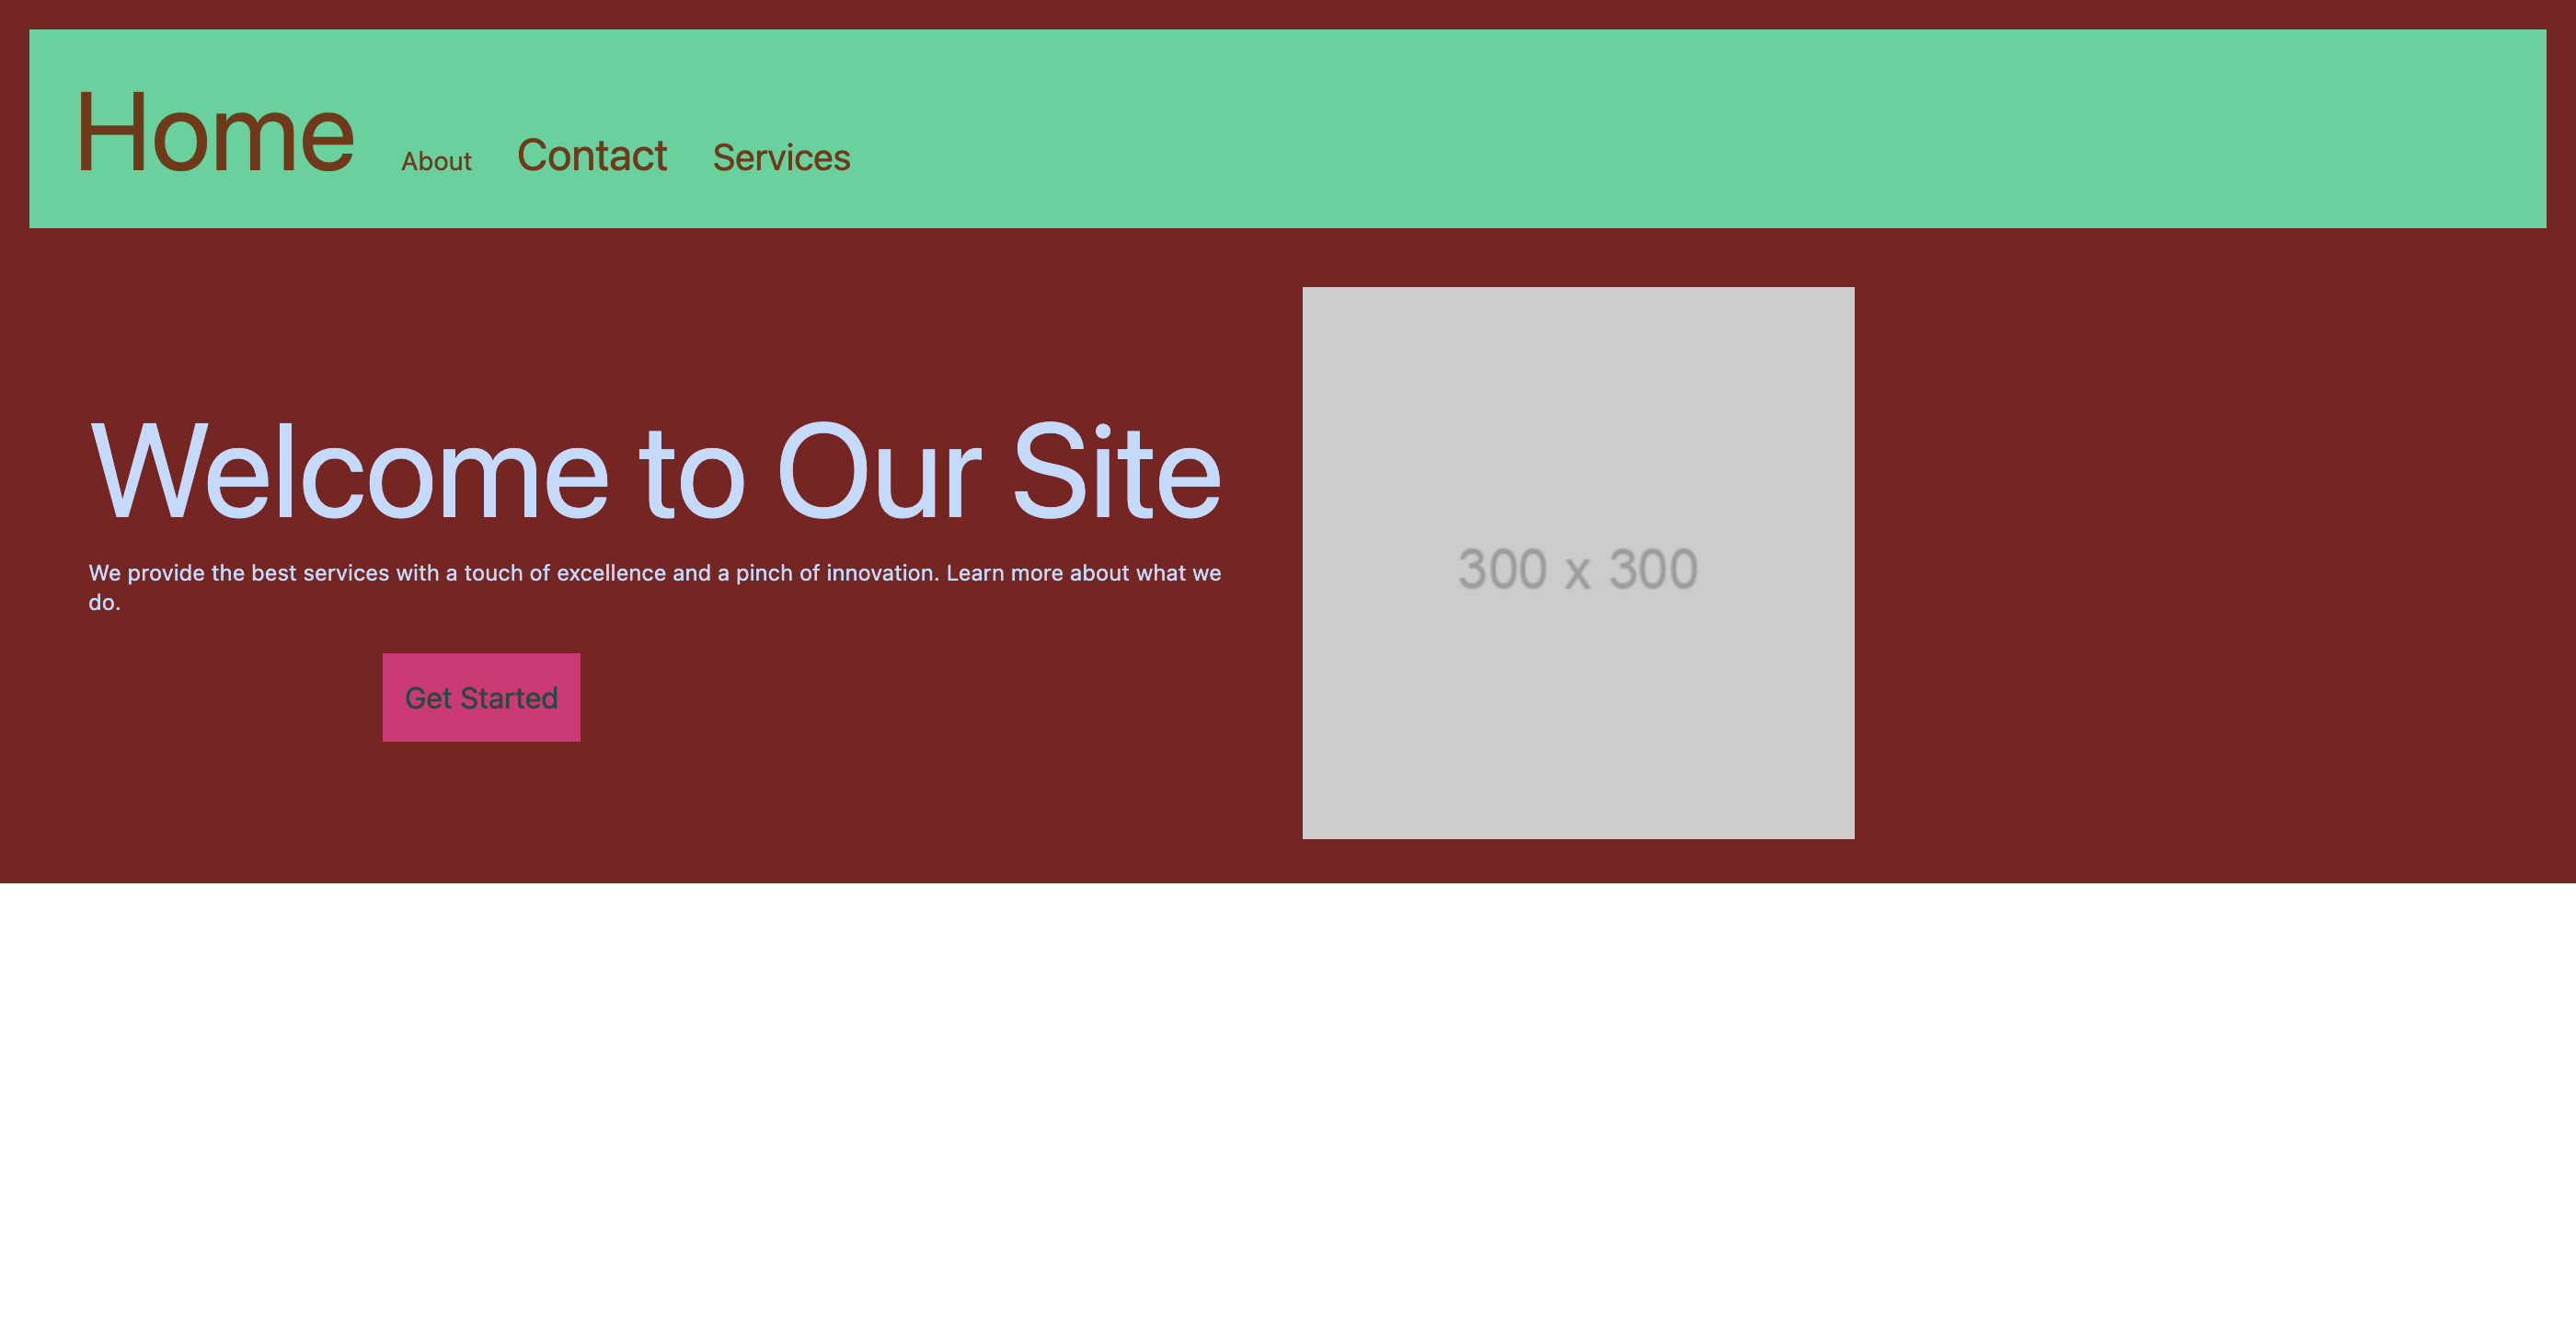 Home About Contact Services
Welcome to Our Site
We provide the best services with a touch of excellence and a pinch of innovation. Learn more about what we
do.
Get Started
300 x 300